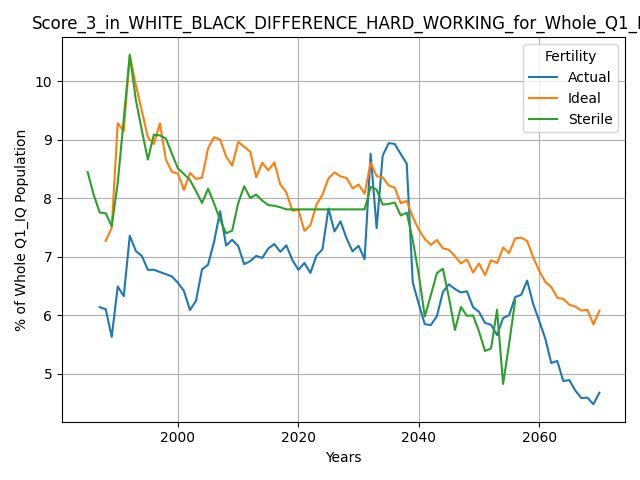 Score_3_in_WHITE_BLACK_DIFFERENCE_HARD_WORKING_for_Whole_Q1_I
Fertility
Actual
Ideal
Sterile
% of Whole Q1_IQ Population
10
9
8
7
6
5
2000 2020 2040 2060
Years